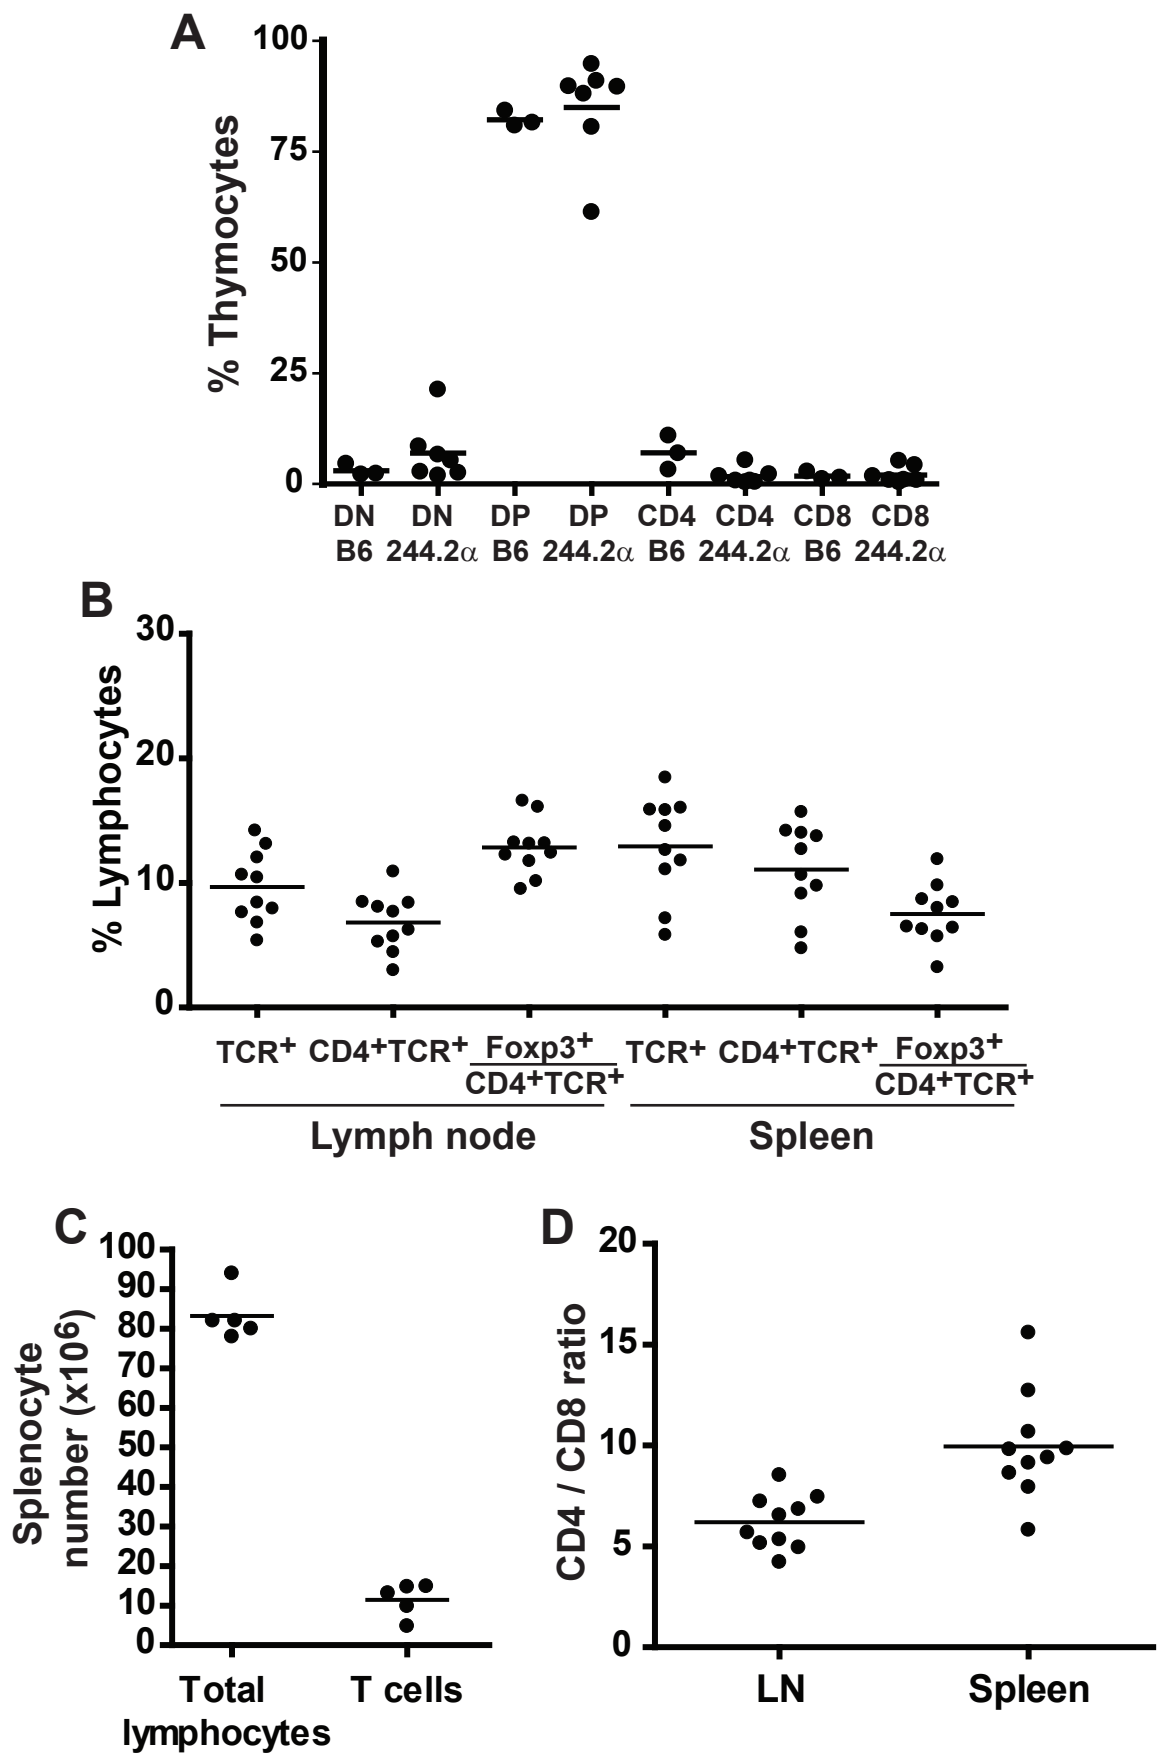 A
% Thymocytes
100
75
50
25
0
DN DN DP DP CD4 CD4 CD8 CD8
B6 244.2α B6 244.2α B6 244.2α B6 244.2α
B
% Lymphocytes
30
20
10
0
TCR+ CD4+TCR+ Foxp3+ TCR+ CD4+TCR+ Foxp3+
CD4+TCR+ CD4+TCR+
Lymph node Spleen
C
Splenocyte
number (x10⁶)
100
90
80
70
60
50
40
30
20
10
0
Total T cells
lymphocytes
D
CD4 / CD8 ratio
20
15
10
5
0
LN Spleen